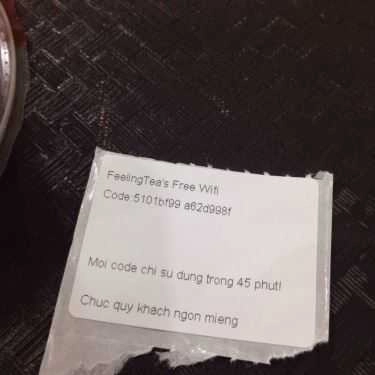 FeelingTea's Free Wifi
Code 5101bf99 a62d998f
Moi code chi su dung trong 45 phut!
Chuc quy khach ngon mieng